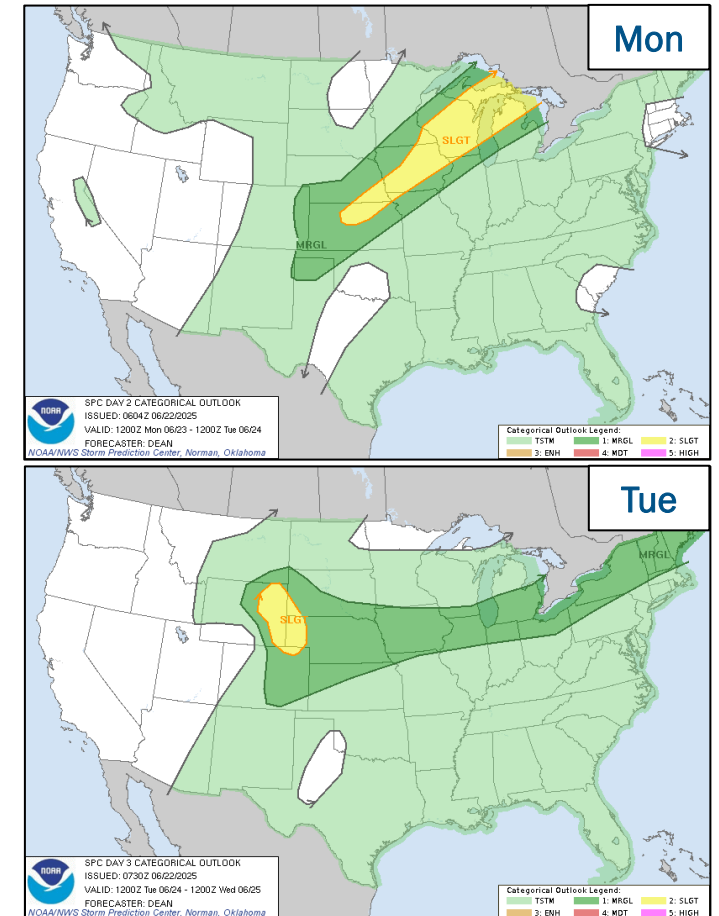 Mon
SLGT
MRGL
NOAA
SPC DAY 2 CATEGORICAL OUTLOOK
ISSUED: 0604Z 06/22/2025
VALID: 1200Z Mon 06/23 - 1200Z Tue 06/24
FORECASTER: DEAN
NOAA/NWS Storm Prediction Center, Norman, Oklahoma
Categorical Outlook Legend:
TSTM 1: MRGL 2: SLGT
3: ENH 4: MDT 5: HIGH
Tue
MRGL
SLGT
NOAA
SPC DAY 3 CATEGORICAL OUTLOOK
ISSUED: 0730Z 06/22/2025
VALID: 1200Z Tue 06/24 - 1200Z Wed 06/25
FORECASTER: DEAN
NOAA/NWS Storm Prediction Center, Norman, Oklahoma
Categorical Outlook Legend:
TSTM 1: MRGL 2: SLGT
3: ENH 4: MDT 5: HIGH